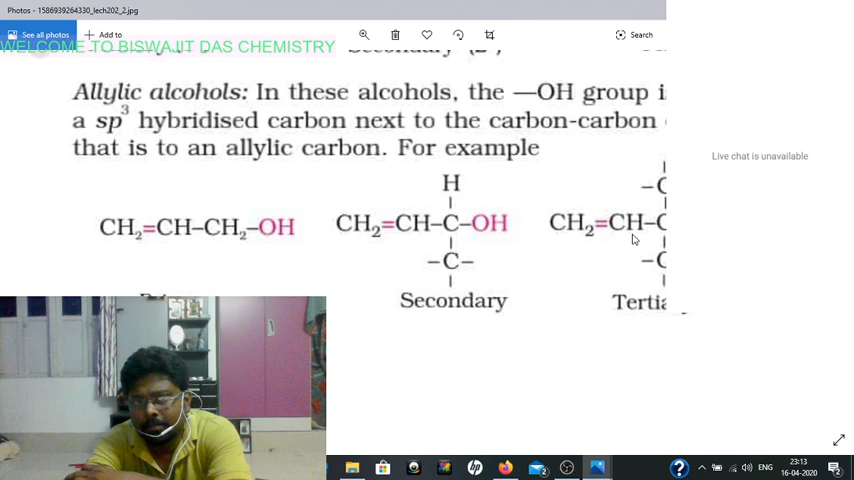 Photos - 1586939264330_lech202_2.jpg
See all photos
Add to
Search
WELCOME TO BISWAJIT DAS CHEMISTRY
Allylic alcohols: In these alcohols, the —OH group
a sp³ hybridised carbon next to the carbon-carbon
that is to an allylic carbon. For example
Live chat is unavailable
H
–C
CH₂=CH–CH₂–OH
CH₂=CH–C–OH
CH₂=CH–C
–C–
–C
Secondary
Tertia
ENG
23:13
16-04-2020